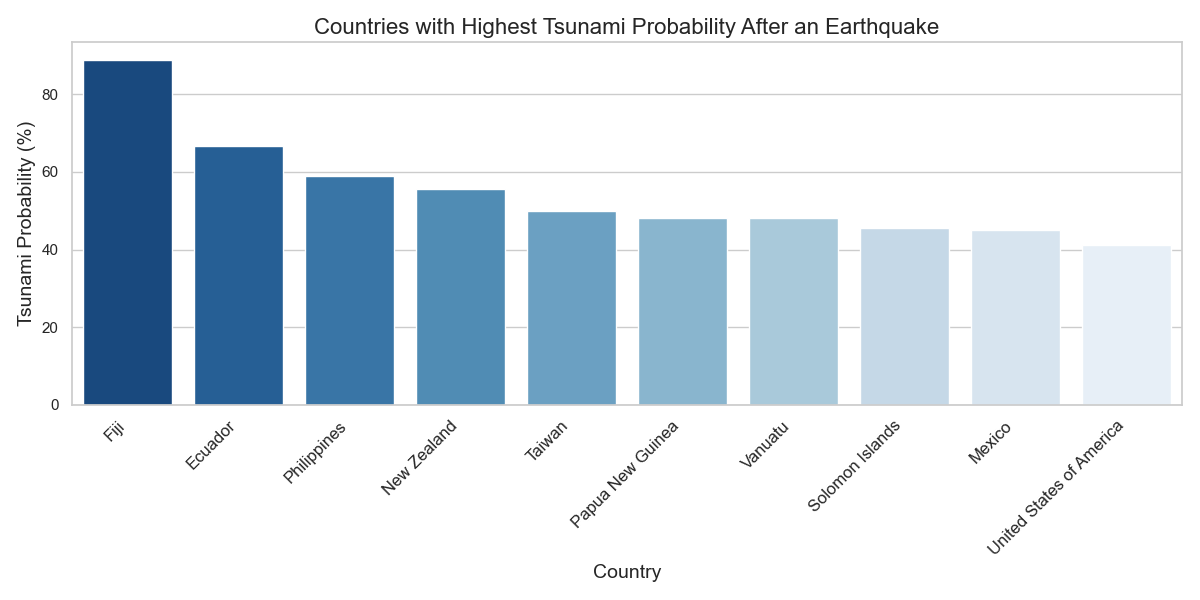 Countries with Highest Tsunami Probability After an Earthquake
Tsunami Probability (%)
80
60
40
20
0
Fiji
Ecuador
Philippines
New Zealand
Taiwan
Papua New Guinea
Vanuatu
Solomon Islands
Mexico
United States of America
Country